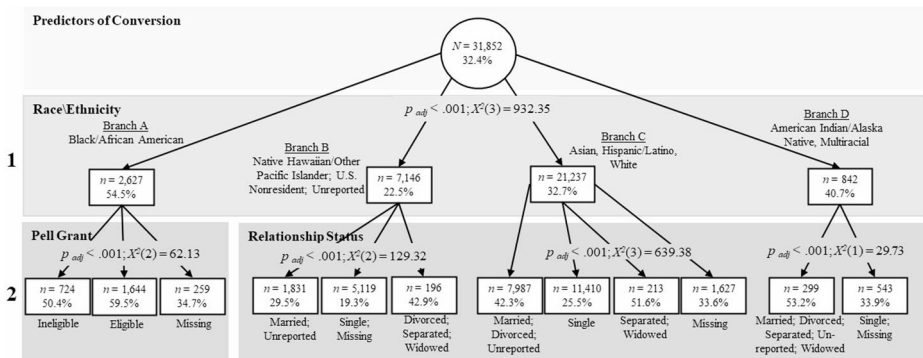 Predictors of Conversion
N = 31,852
32.4%
1
Race\Ethnicity
p adj < .001; X²(3) = 932.35
Branch A
Black/African American
n = 2,627
54.5%
Branch B
Native Hawaiian/Other
Pacific Islander; U.S.
Nonresident; Unreported
n = 7,146
22.5%
Branch C
Asian, Hispanic/Latino,
White
n = 21,237
32.7%
Branch D
American Indian/Alaska
Native, Multiracial
n = 842
40.7%
2
Pell Grant
p adj < .001; X²(2) = 62.13
n = 724
50.4%
Ineligible
n = 1,644
59.5%
Eligible
n = 259
34.7%
Missing
Relationship Status
p adj < .001; X²(2) = 129.32
n = 1,831
29.5%
Married;
Unreported
n = 5,119
19.3%
Single;
Missing
n = 196
42.9%
Divorced;
Separated;
Widowed
p adj < .001; X²(3) = 639.38
n = 7,987
42.3%
Married;
Divorced;
Unreported
n = 11,410
25.5%
Single
n = 213
51.6%
Separated;
Widowed
n = 1,627
33.6%
Missing
p adj < .001; X²(1) = 29.73
n = 299
53.2%
Married; Divorced;
Separated; Un-
reported; Widowed
n = 543
33.9%
Single;
Missing